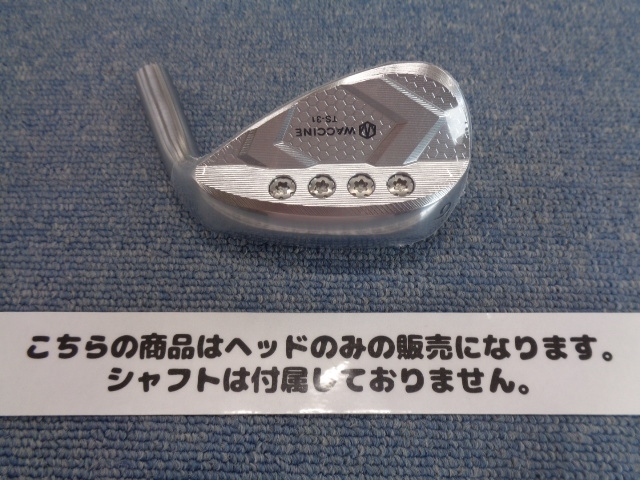 WACCINE
TS-31
こちらの商品はヘッドのみの販売になります。
シャフトは付属しておりません。